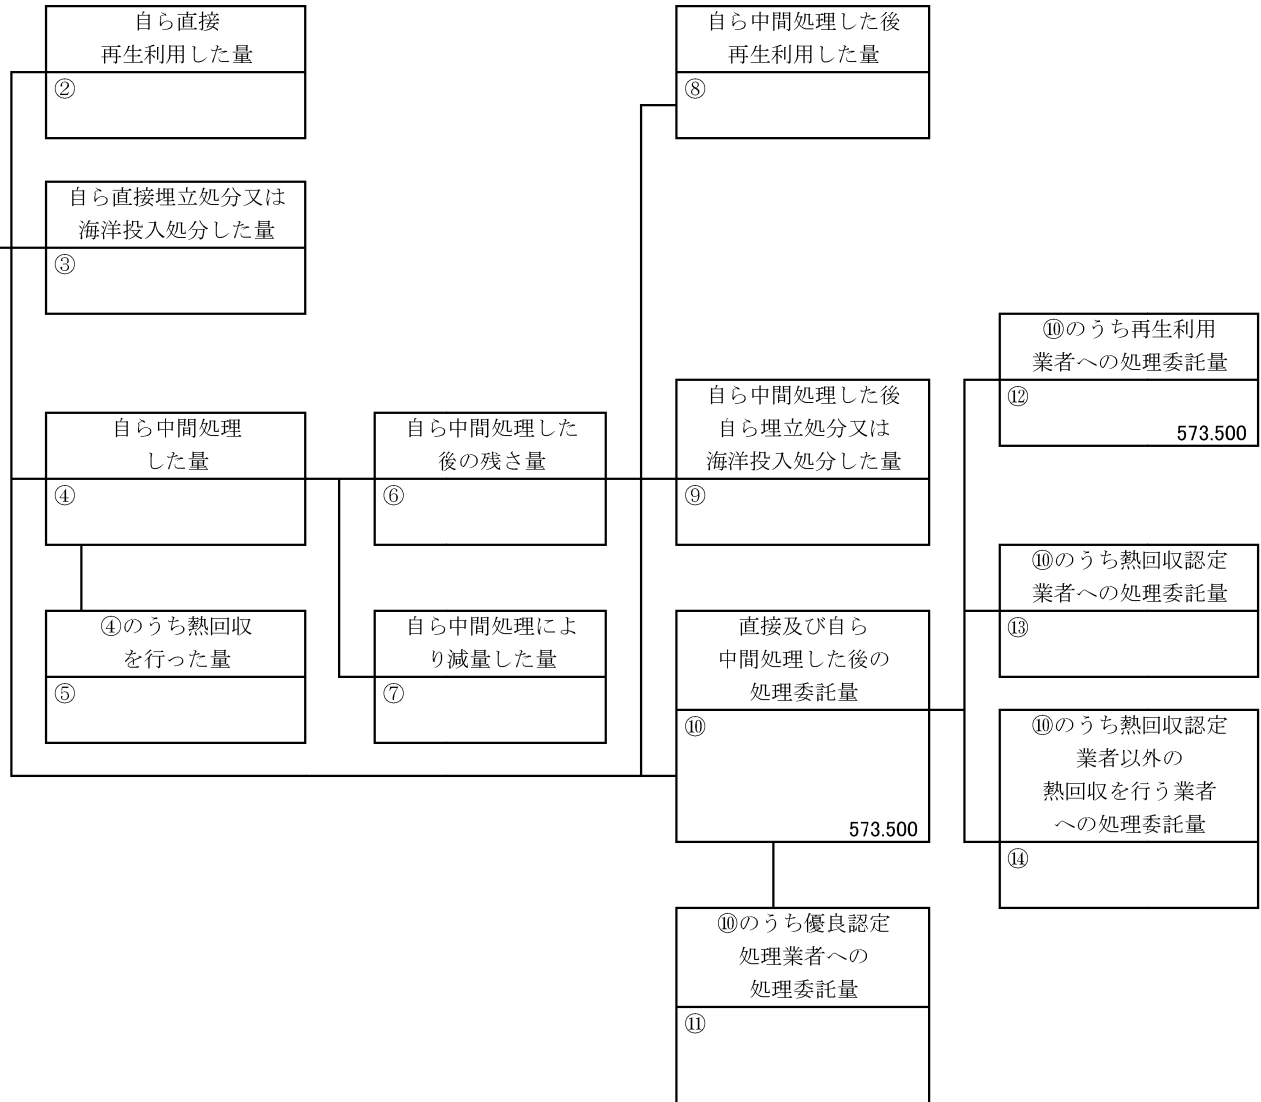 自ら直接
再生利用した量
②
自ら中間処理した後
再生利用した量
⑧
自ら直接埋立処分又は
海洋投入処分した量
③
⑩のうち再生利用
業者への処理委託量
⑫
573.500
自ら中間処理
した量
④
自ら中間処理した
後の残さ量
⑥
自ら中間処理した後
自ら埋立処分又は
海洋投入処分した量
⑨
⑩のうち熱回収認定
業者への処理委託量
⑬
④のうち熱回収
を行った量
⑤
自ら中間処理によ
り減量した量
⑦
直接及び自ら
中間処理した後の
処理委託量
⑩
573.500
⑩のうち熱回収認定
業者以外の
熱回収を行う業者
への処理委託量
⑭
⑩のうち優良認定
処理業者への
処理委託量
⑪